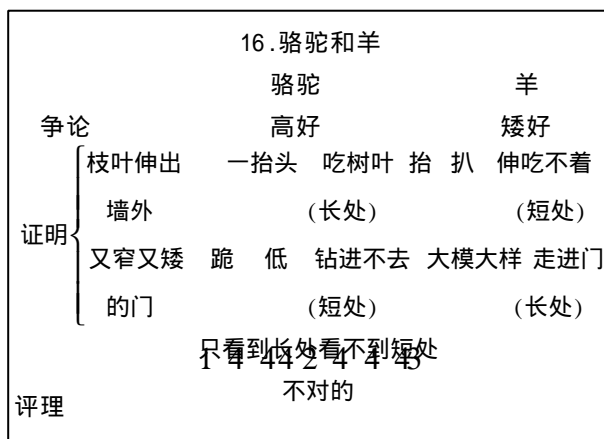 16.骆驼和羊
骆驼 羊
争论 高好 矮好
枝叶伸出 一抬头 吃树叶 抬 扒 伸吃不着
墙外 (长处) (短处)
证明
又窄又矮 跪 低 钻进不去 大模大样 走进门
的门 (短处) (长处)
只看到长处看不到短处
不对的
评理